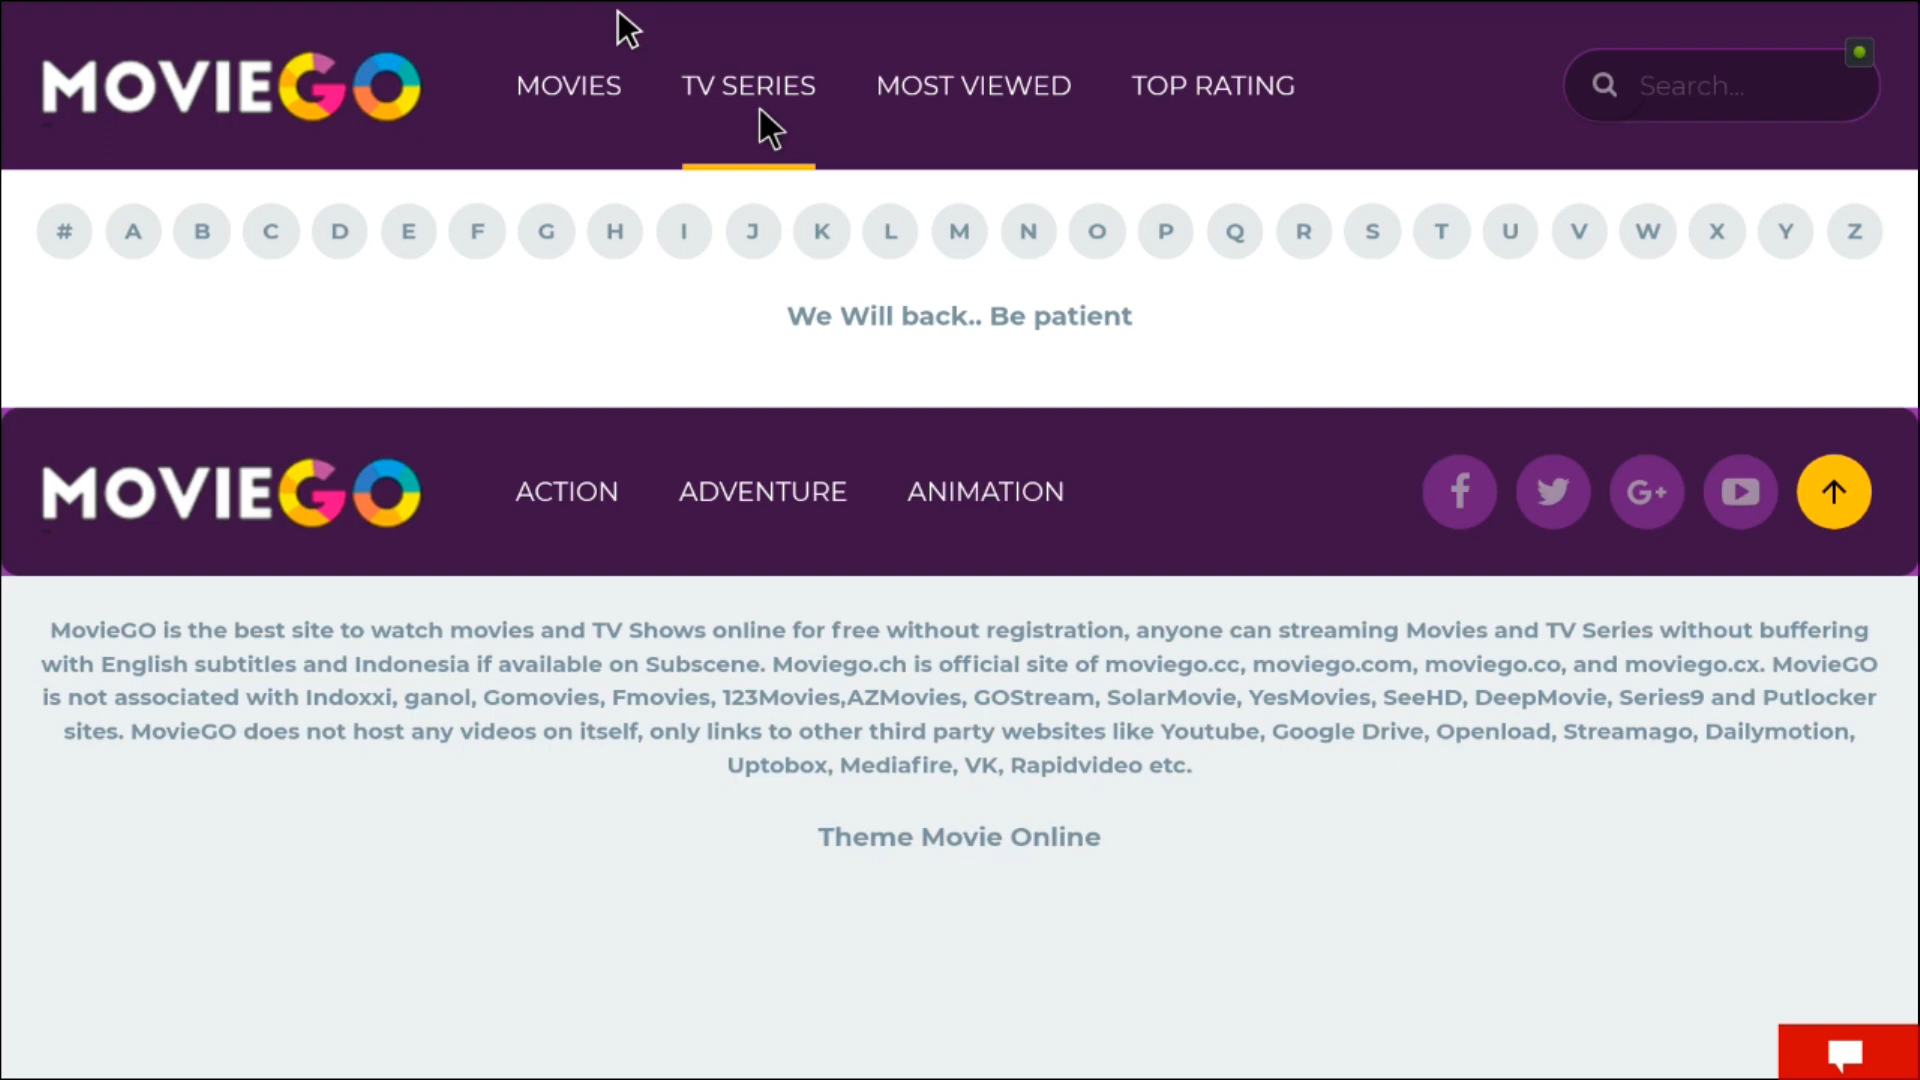 MOVIEGO MOVIES TV SERIES MOST VIEWED TOP RATING Search...
# A B C D E F G H I J K L M N O P Q R S T U V W X Y Z
We Will back.. Be patient
MOVIEGO ACTION ADVENTURE ANIMATION
MovieGO is the best site to watch movies and TV Shows online for free without registration, anyone can streaming Movies and TV Series without buffering
with English subtitles and Indonesia if available on Subscene. Moviego.ch is official site of moviego.cc, moviego.com, moviego.co, and moviego.cx. MovieGO
is not associated with Indoxxi, ganol, Gomovies, Fmovies, 123Movies,AZMovies, GOStream, SolarMovie, YesMovies, SeeHD, DeepMovie, Series9 and Putlocker
sites. MovieGO does not host any videos on itself, only links to other third party websites like Youtube, Google Drive, Openload, Streamago, Dailymotion,
Uptobox, Mediafire, VK, Rapidvideo etc.
Theme Movie Online